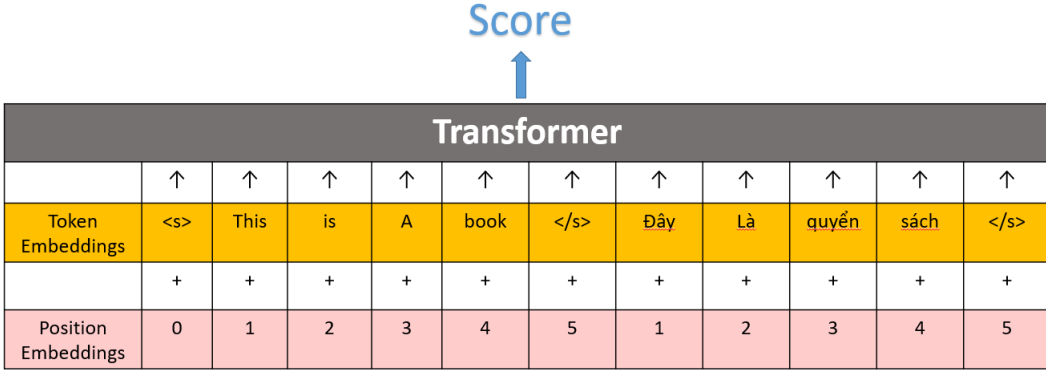 Score
Transformer
↑ ↑ ↑ ↑ ↑ ↑ ↑ ↑ ↑ ↑ ↑
Token Embeddings <s> This is A book </s> Đây Là quyển sách </s>
+ + + + + + + + + + +
Position Embeddings 0 1 2 3 4 5 1 2 3 4 5